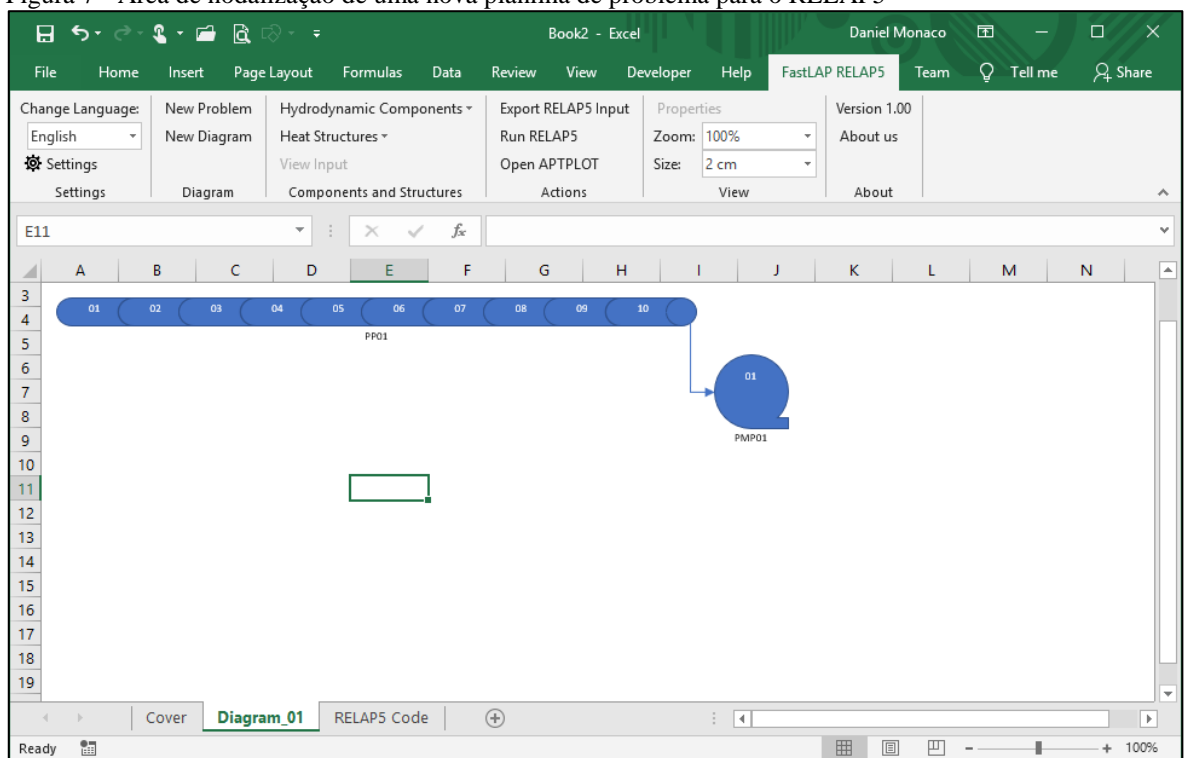 Figura 7 - Área de nodalização de uma nova planilha de problema para o RELAP5
Book2 - Excel
Daniel Monaco
File Home Insert Page Layout Formulas Data Review View Developer Help FastLAP RELAP5 Team Tell me Share
Change Language: New Problem Hydrodynamic Components Export RELAP5 Input Properties Version 1.00
English New Diagram Heat Structures Run RELAP5 Zoom: 100% About us
Settings View Input Open APTPLOT Size: 2 cm
Settings Diagram Components and Structures Actions View About
E11 fx
A B C D E F G H I J K L M N
3
01 02 03 04 05 06 07 08 09 10
4
5 PP01
6
01
7
8
9 PMP01
10
11
12
13
14
15
16
17
18
19
Cover Diagram_01 RELAP5 Code
Ready 100%